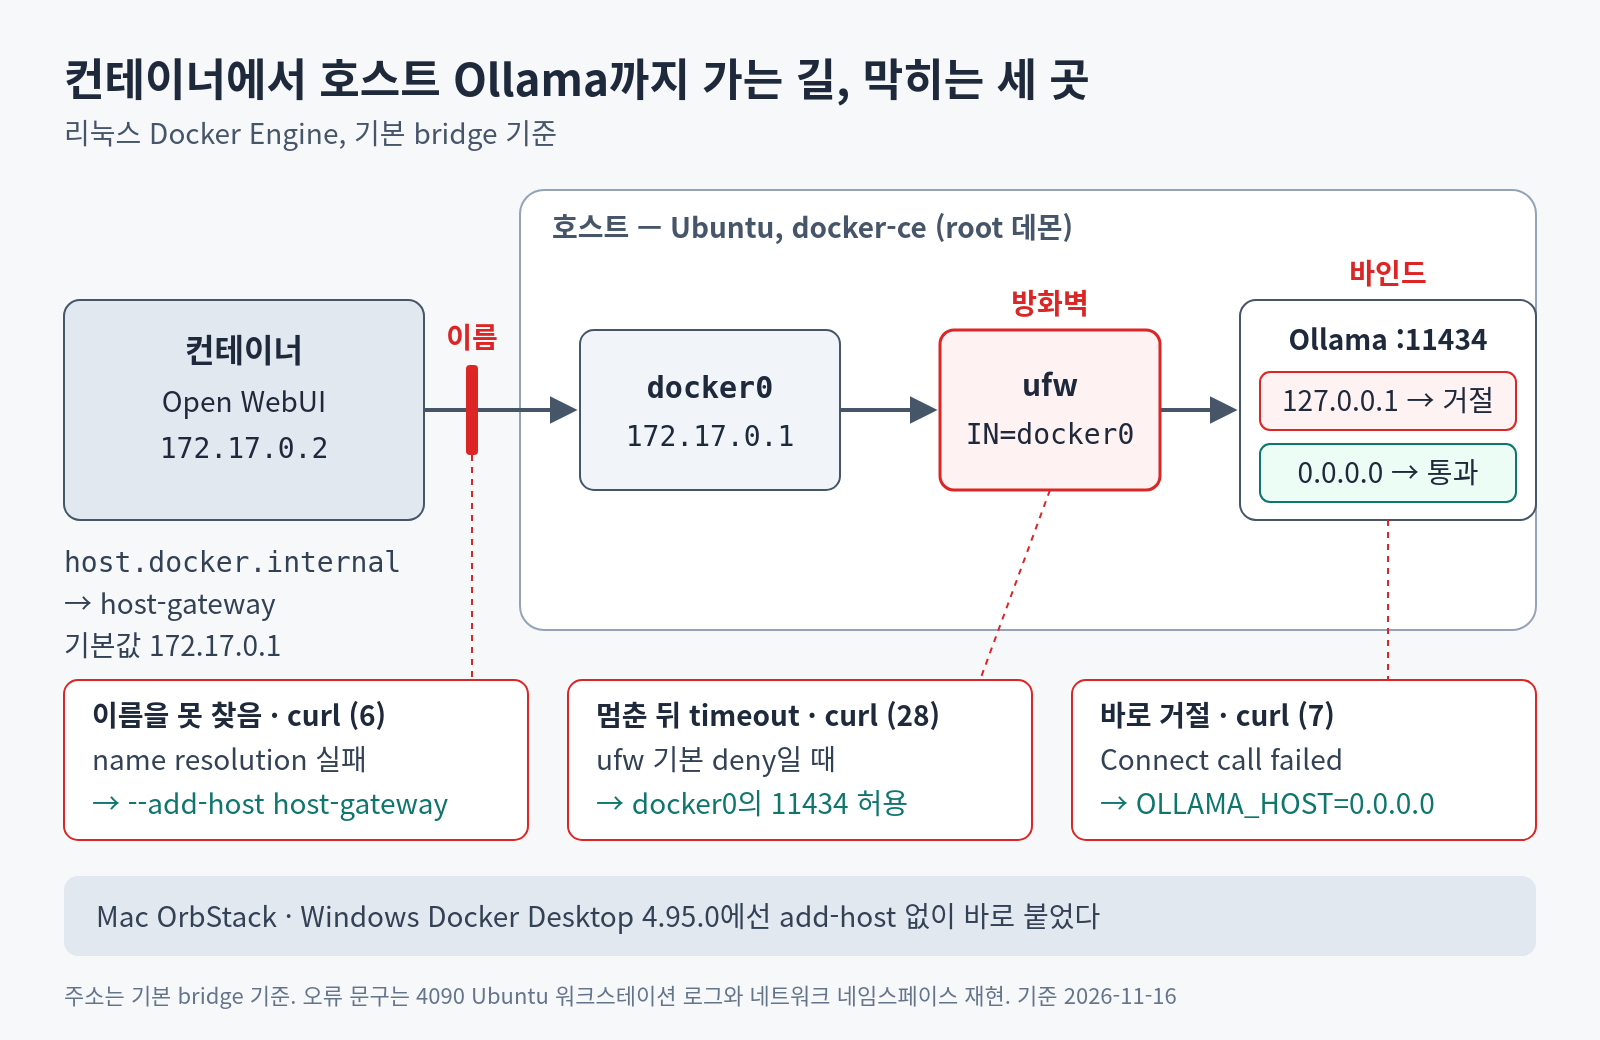 컨테이너에서 호스트 Ollama까지 가는 길, 막히는 세 곳
리눅스 Docker Engine, 기본 bridge 기준
호스트 — Ubuntu, docker-ce (root 데몬)
컨테이너
Open WebUI
172.17.0.2
이름
docker0
172.17.0.1
방화벽
ufw
IN=docker0
바인드
Ollama :11434
127.0.0.1 → 거절
0.0.0.0 → 통과
host.docker.internal
→ host-gateway
기본값 172.17.0.1
이름을 못 찾음 · curl (6)
name resolution 실패
→ --add-host host-gateway
멈춘 뒤 timeout · curl (28)
ufw 기본 deny일 때
→ docker0의 11434 허용
바로 거절 · curl (7)
Connect call failed
→ OLLAMA_HOST=0.0.0.0
Mac OrbStack · Windows Docker Desktop 4.95.0에선 add-host 없이 바로 붙었다
주소는 기본 bridge 기준. 오류 문구는 4090 Ubuntu 워크스테이션 로그와 네트워크 네임스페이스 재현. 기준 2026-11-16